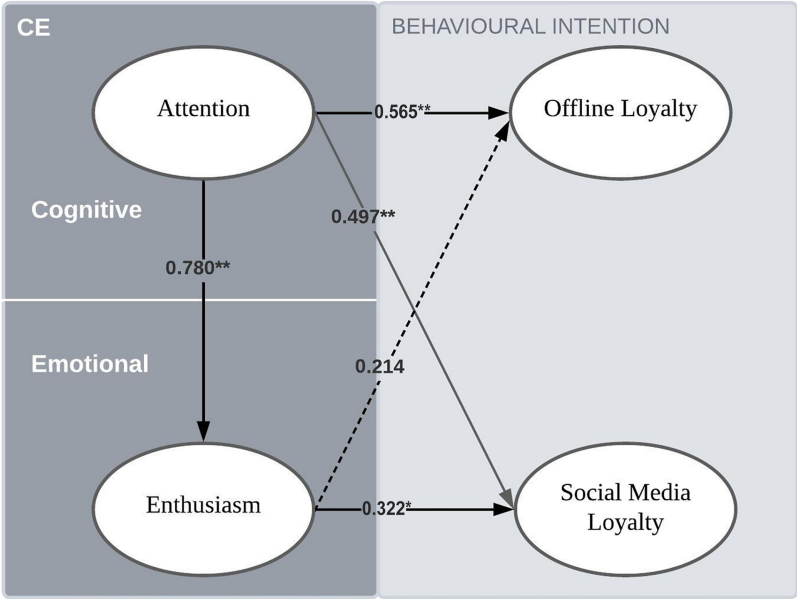 CE
BEHAVIOURAL INTENTION
Attention
Offline Loyalty
0.565**
Cognitive
0.497**
0.780**
Emotional
0.214
Enthusiasm
0.322*
Social Media
Loyalty